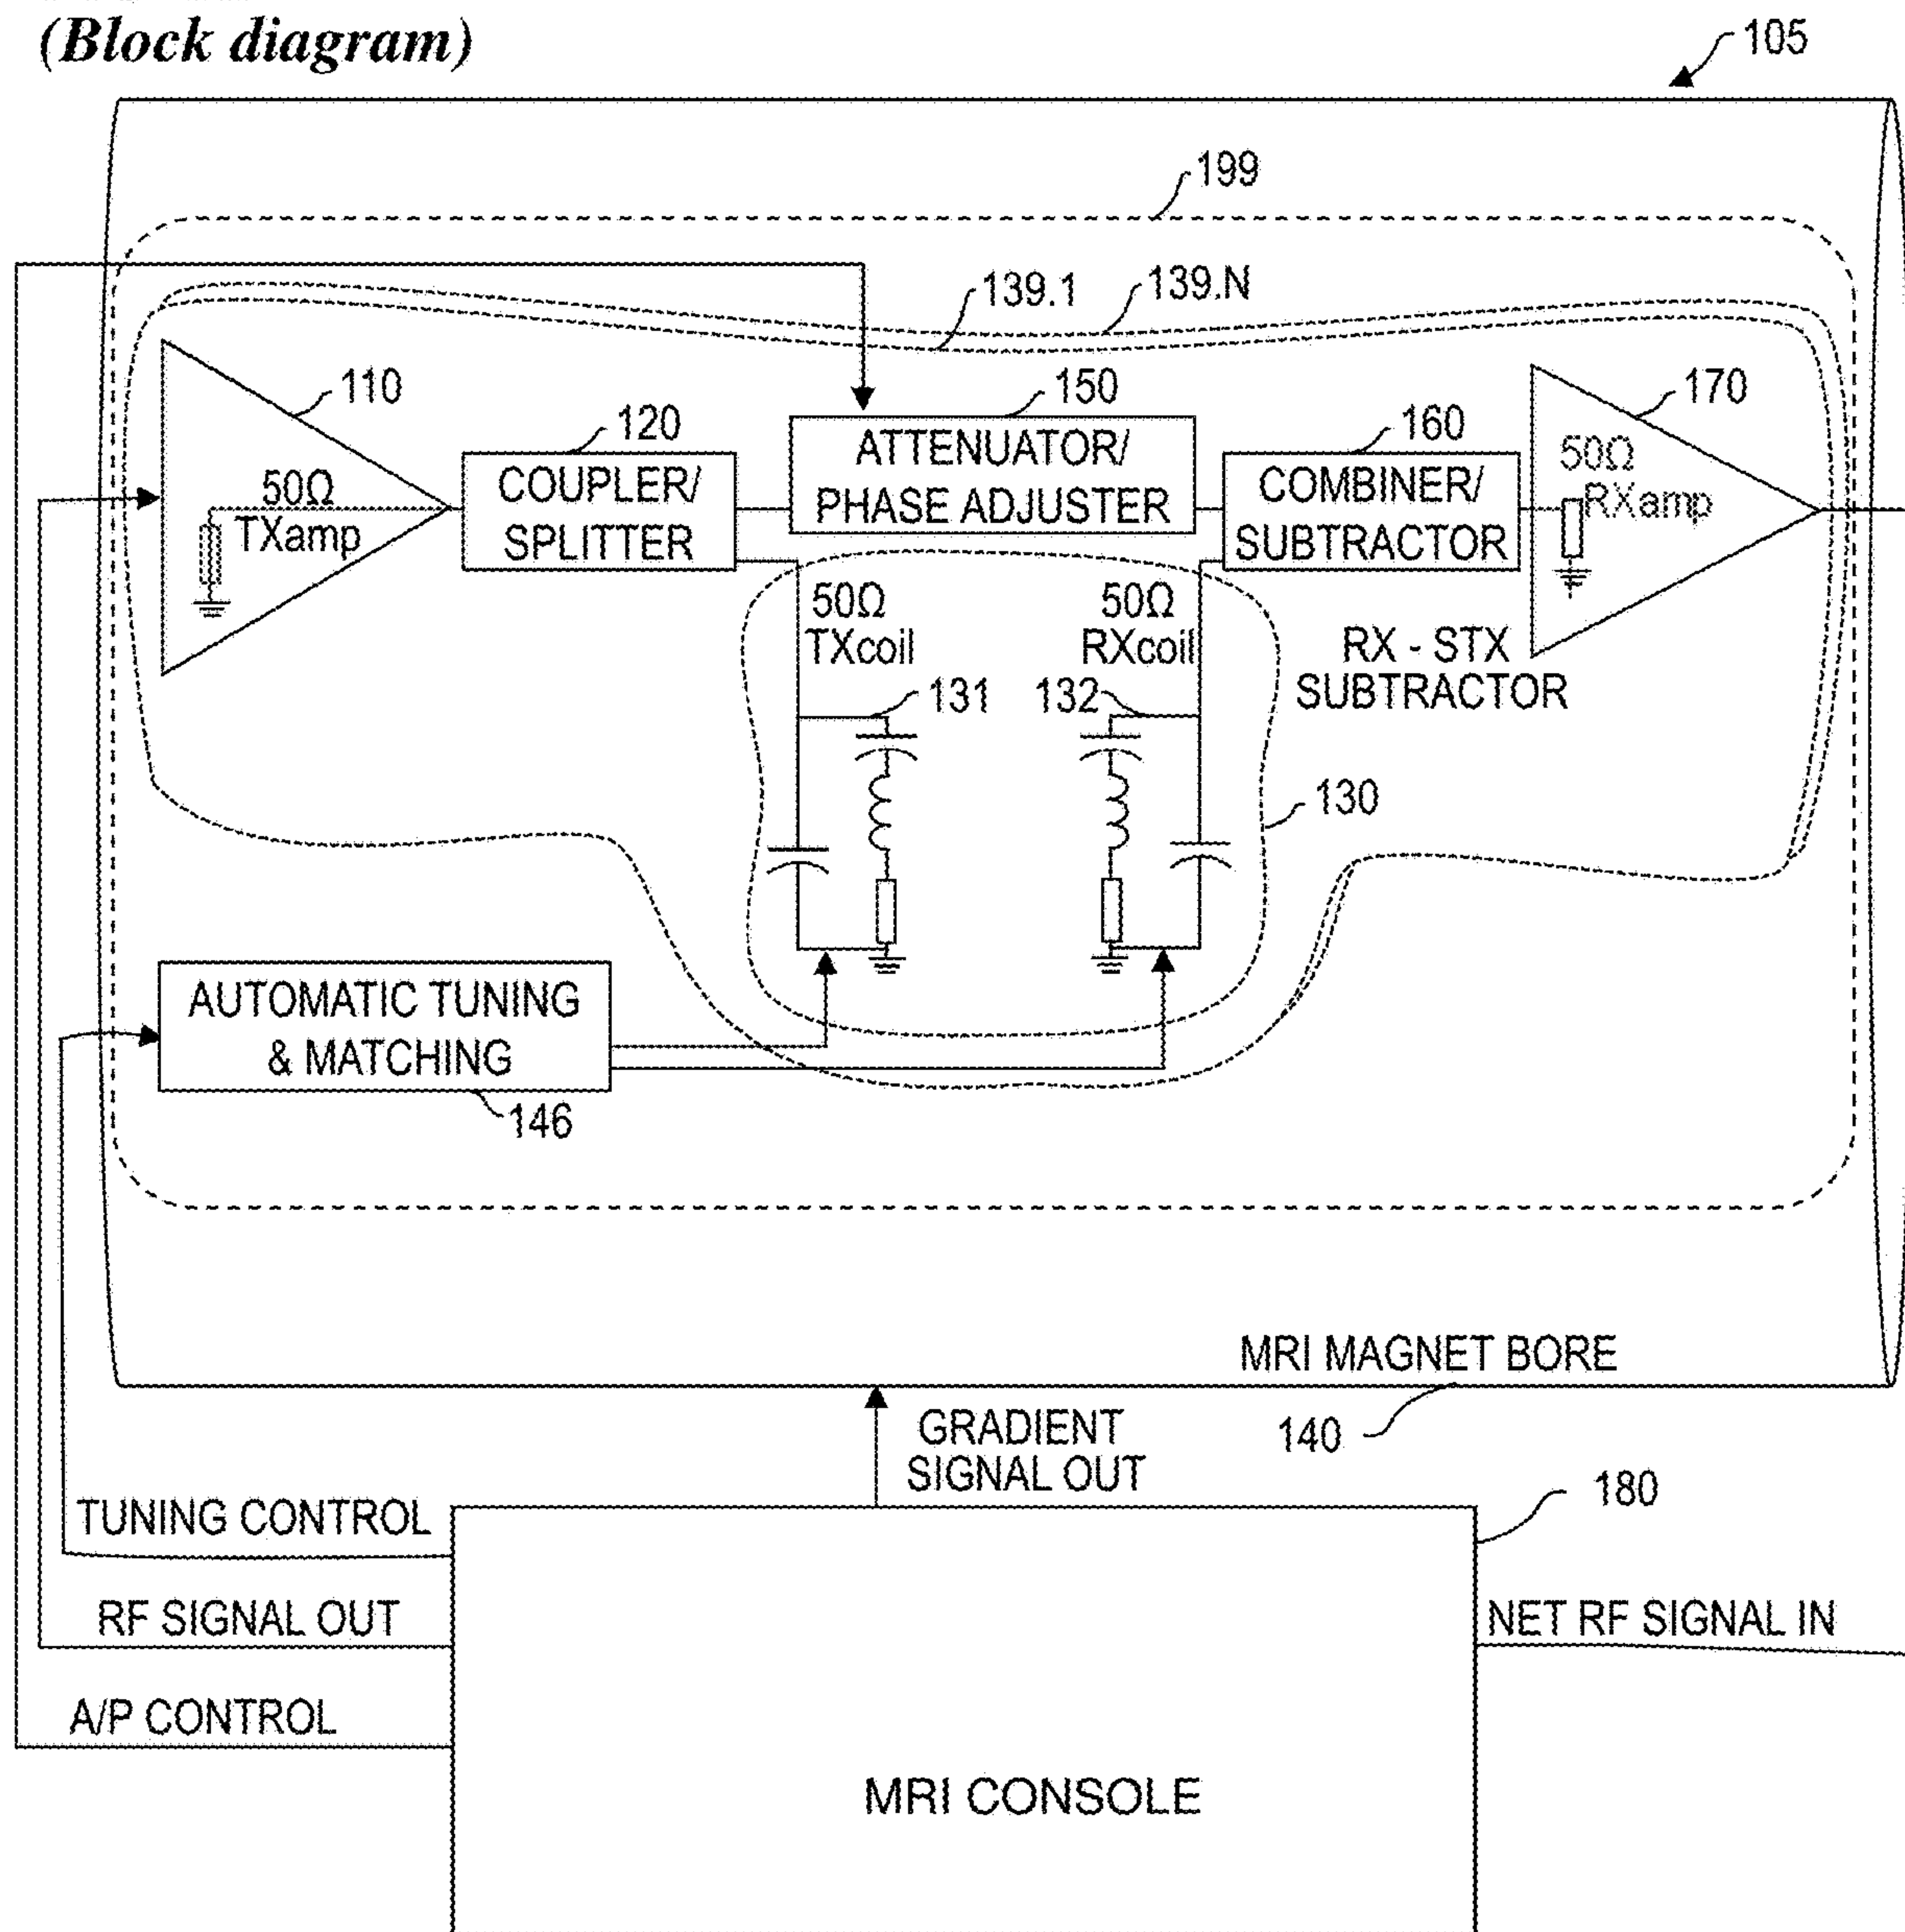 (Block diagram)
105
199
139.1
139.N
110
120
150
160
170
50Ω
TXamp
COUPLER/
SPLITTER
ATTENUATOR/
PHASE ADJUSTER
COMBINER/
SUBTRACTOR
50Ω
RXamp
50Ω
TXcoil
50Ω
RXcoil
RX - STX
SUBTRACTOR
131
132
130
AUTOMATIC TUNING
& MATCHING
146
MRI MAGNET BORE
140
GRADIENT
SIGNAL OUT
180
TUNING CONTROL
RF SIGNAL OUT
NET RF SIGNAL IN
A/P CONTROL
MRI CONSOLE